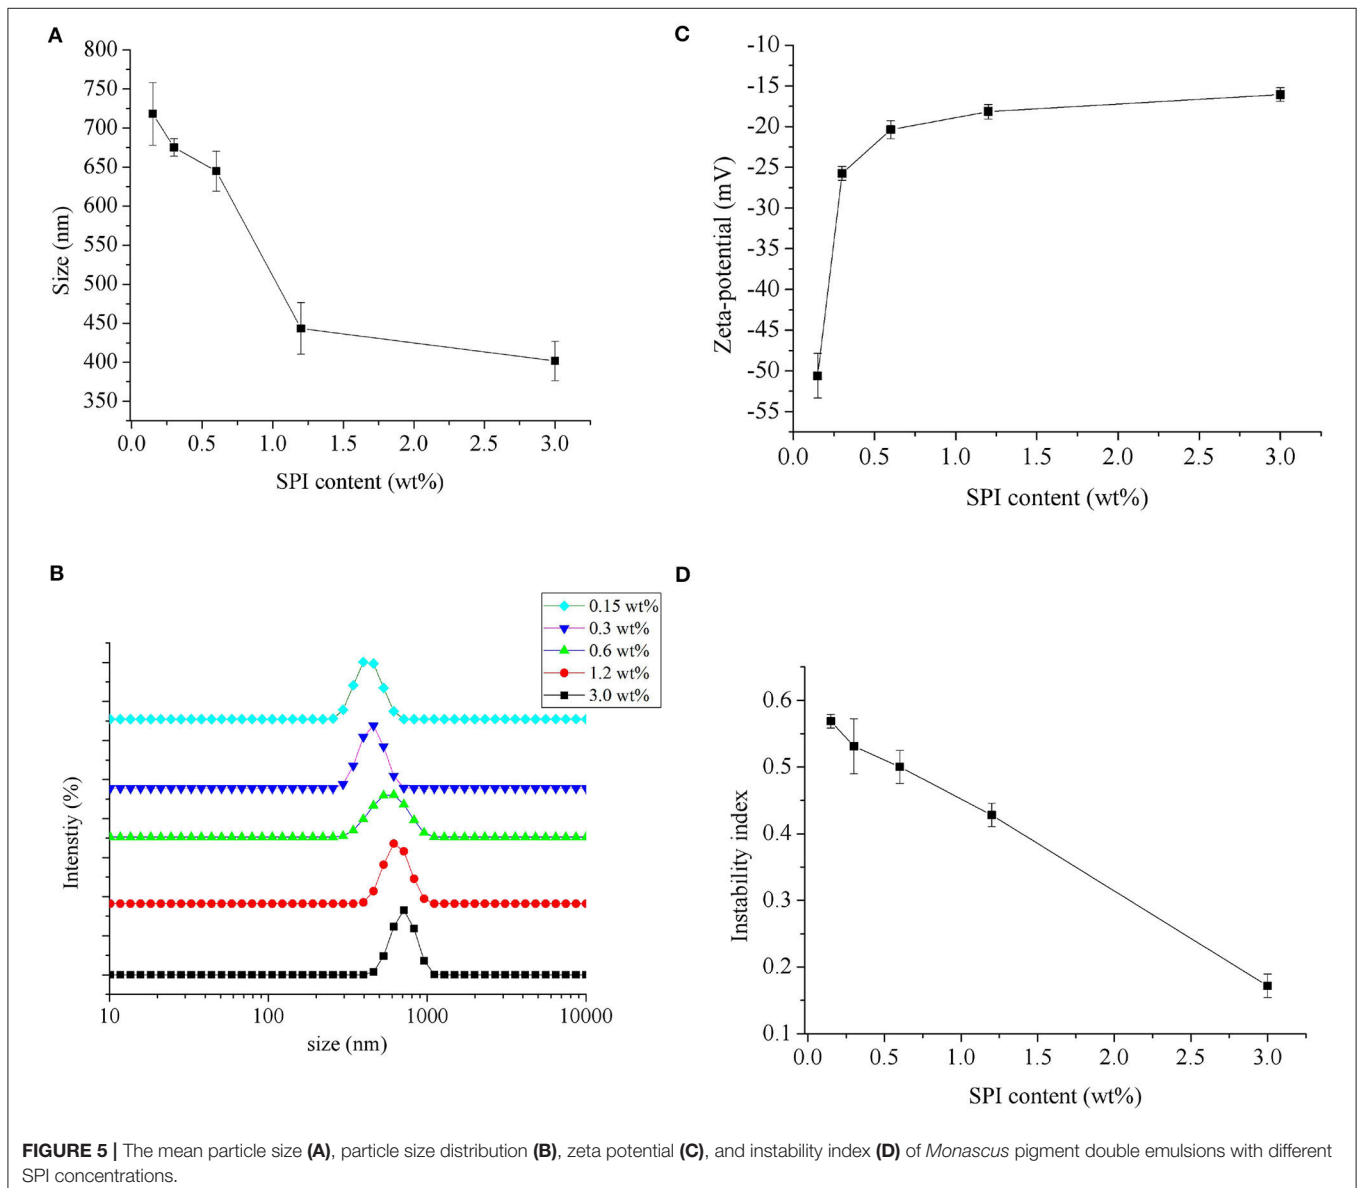 A
800
750
700
650
600
550
500
450
400
350
Size (nm)
0.0 0.5 1.0 1.5 2.0 2.5 3.0
SPI content (wt%)
C
-10
-15
-20
-25
-30
-35
-40
-45
-50
-55
Zeta-potential (mV)
0.0 0.5 1.0 1.5 2.0 2.5 3.0
SPI content (wt%)
B
0.15 wt%
0.3 wt%
0.6 wt%
1.2 wt%
3.0 wt%
Intenstiy (%)
10 100 1000 10000
size (nm)
D
0.6
0.5
0.4
0.3
0.2
0.1
Instability index
0.0 0.5 1.0 1.5 2.0 2.5 3.0
SPI content (wt%)
FIGURE 5 | The mean particle size (A), particle size distribution (B), zeta potential (C), and instability index (D) of Monascus pigment double emulsions with different
SPI concentrations.